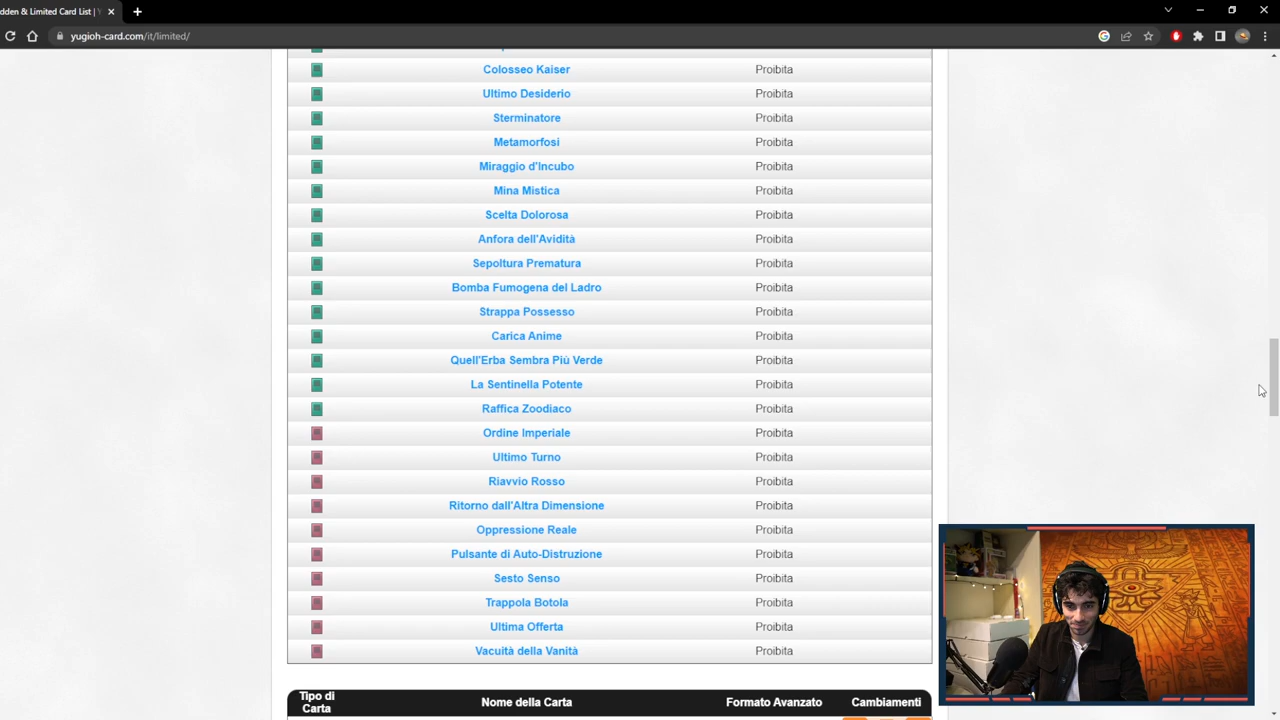 dden & Limited Card List | Y
yugioh-card.com/it/limited/
Colosseo Kaiser Proibita
Ultimo Desiderio Proibita
Sterminatore Proibita
Metamorfosi Proibita
Miraggio d'Incubo Proibita
Mina Mistica Proibita
Scelta Dolorosa Proibita
Anfora dell'Avidità Proibita
Sepoltura Prematura Proibita
Bomba Fumogena del Ladro Proibita
Strappa Possesso Proibita
Carica Anime Proibita
Quell'Erba Sembra Più Verde Proibita
La Sentinella Potente Proibita
Raffica Zoodiaco Proibita
Ordine Imperiale Proibita
Ultimo Turno Proibita
Riavvio Rosso Proibita
Ritorno dall'Altra Dimensione Proibita
Oppressione Reale Proibita
Pulsante di Auto-Distruzione Proibita
Sesto Senso Proibita
Trappola Botola Proibita
Ultima Offerta Proibita
Vacuità della Vanità Proibita
Tipo di Carta Nome della Carta Formato Avanzato Cambiamenti